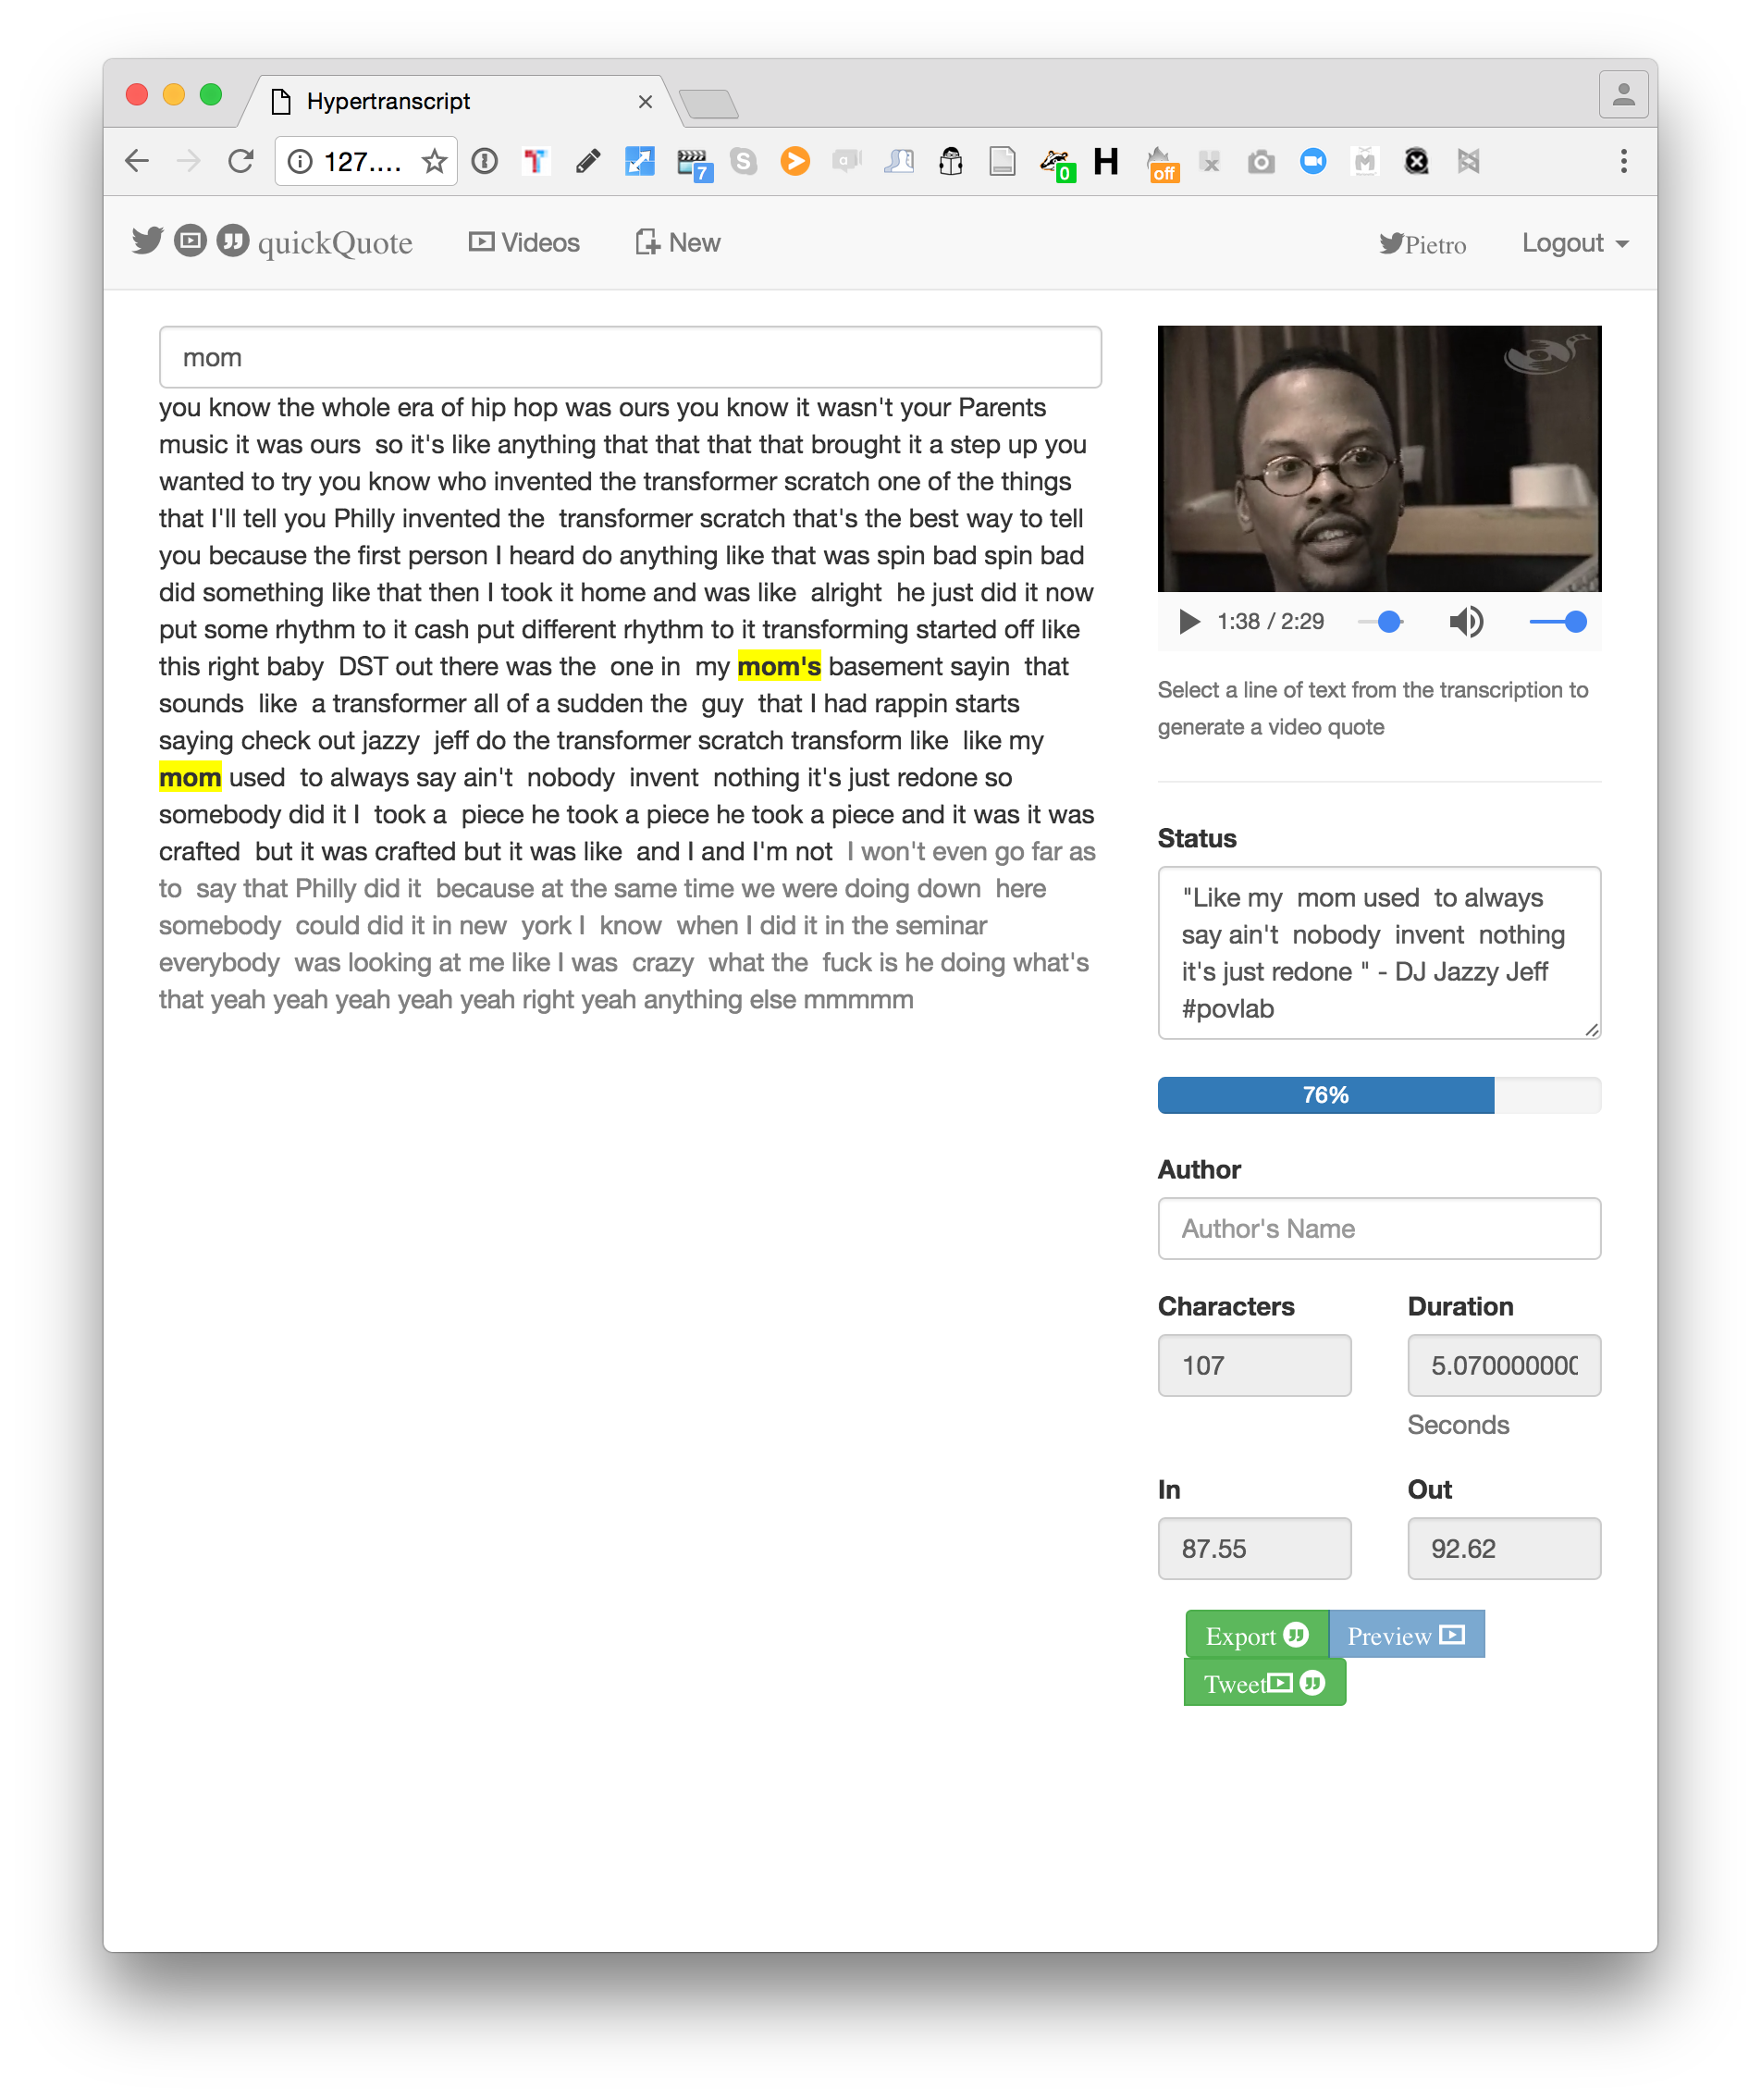 Hypertranscript
127....
7
0
off
quickQuote Videos New Pietro Logout
mom
you know the whole era of hip hop was ours you know it wasn't your Parents
music it was ours  so it's like anything that that that that brought it a step up you
wanted to try you know who invented the transformer scratch one of the things
that I'll tell you Philly invented the  transformer scratch that's the best way to tell
you because the first person I heard do anything like that was spin bad spin bad
did something like that then I took it home and was like  alright  he just did it now
put some rhythm to it cash put different rhythm to it transforming started off like
this right baby  DST out there was the  one in  my mom's basement sayin  that
sounds  like  a transformer all of a sudden the  guy  that I had rappin starts
saying check out jazzy  jeff do the transformer scratch transform like  like my
mom used  to always say ain't  nobody  invent  nothing it's just redone so
somebody did it I  took a  piece he took a piece he took a piece and it was it was
crafted  but it was crafted but it was like  and I and I'm not  I won't even go far as
to  say that Philly did it  because at the same time we were doing down  here
somebody  could did it in new  york I  know  when I did it in the seminar
everybody  was looking at me like I was  crazy  what the  fuck is he doing what's
that yeah yeah yeah yeah yeah right yeah anything else mmmmm
1:38 / 2:29
Select a line of text from the transcription to
generate a video quote
Status
"Like my  mom used  to always
say ain't  nobody  invent  nothing
it's just redone " - DJ Jazzy Jeff
#povlab
76%
Author
Author's Name
Characters Duration
107 5.070000000
Seconds
In Out
87.55 92.62
Export Preview
Tweet